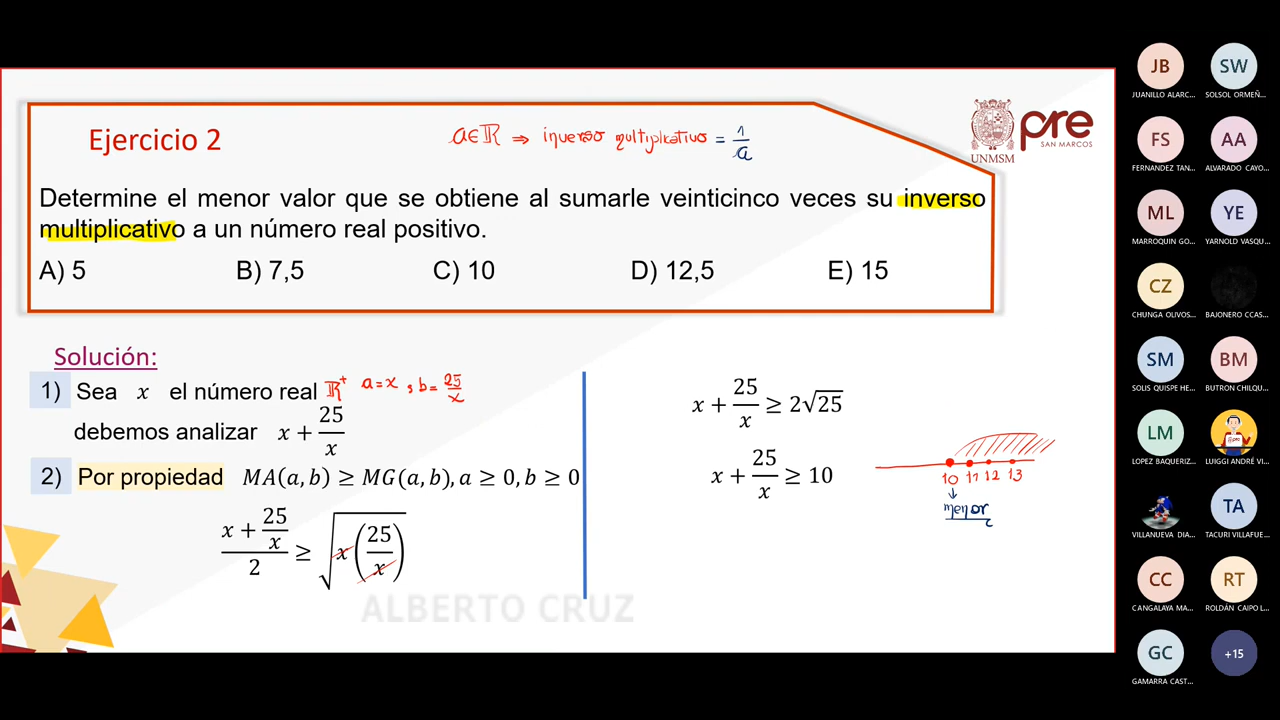 Ejercicio 2
a ∈ ℝ ⇒ inverso multiplicativo = 1/a
UNMSM
pre
SAN MARCOS
Determine el menor valor que se obtiene al sumarle veinticinco veces su inverso
multiplicativo a un número real positivo.
A) 5 B) 7,5 C) 10 D) 12,5 E) 15
Solución:
1) Sea x el número real ℝ⁺ a = x , b = 25/x
debemos analizar x + 25/x
2) Por propiedad MA(a, b) ≥ MG(a, b), a ≥ 0, b ≥ 0
(x + 25/x)/2 ≥ √(x(25/x))
x + 25/x ≥ 2√25
x + 25/x ≥ 10
10 11 12 13
menor
ALBERTO CRUZ
JB SW
JUANILLO ALARC... SOLSOL ORMEÑ...
FS AA
FERNANDEZ TAN... ALVARADO CAYO...
ML YE
MARROQUIN GO... YARNOLD VASQU...
CZ
CHUNGA OLIVOS... BAJONERO CCAS...
SM BM
SOLIS QUISPE HE... BUTRON CHILQU...
LM
LOPEZ BAQUERIZ... LUIGGI ANDRÉ VI...
TA
VILLANUEVA DIA... TACURI VILLAFUE...
CC RT
CANGALAYA MA... ROLDÁN CAIPO L...
GC +15
GAMARRA CAST...